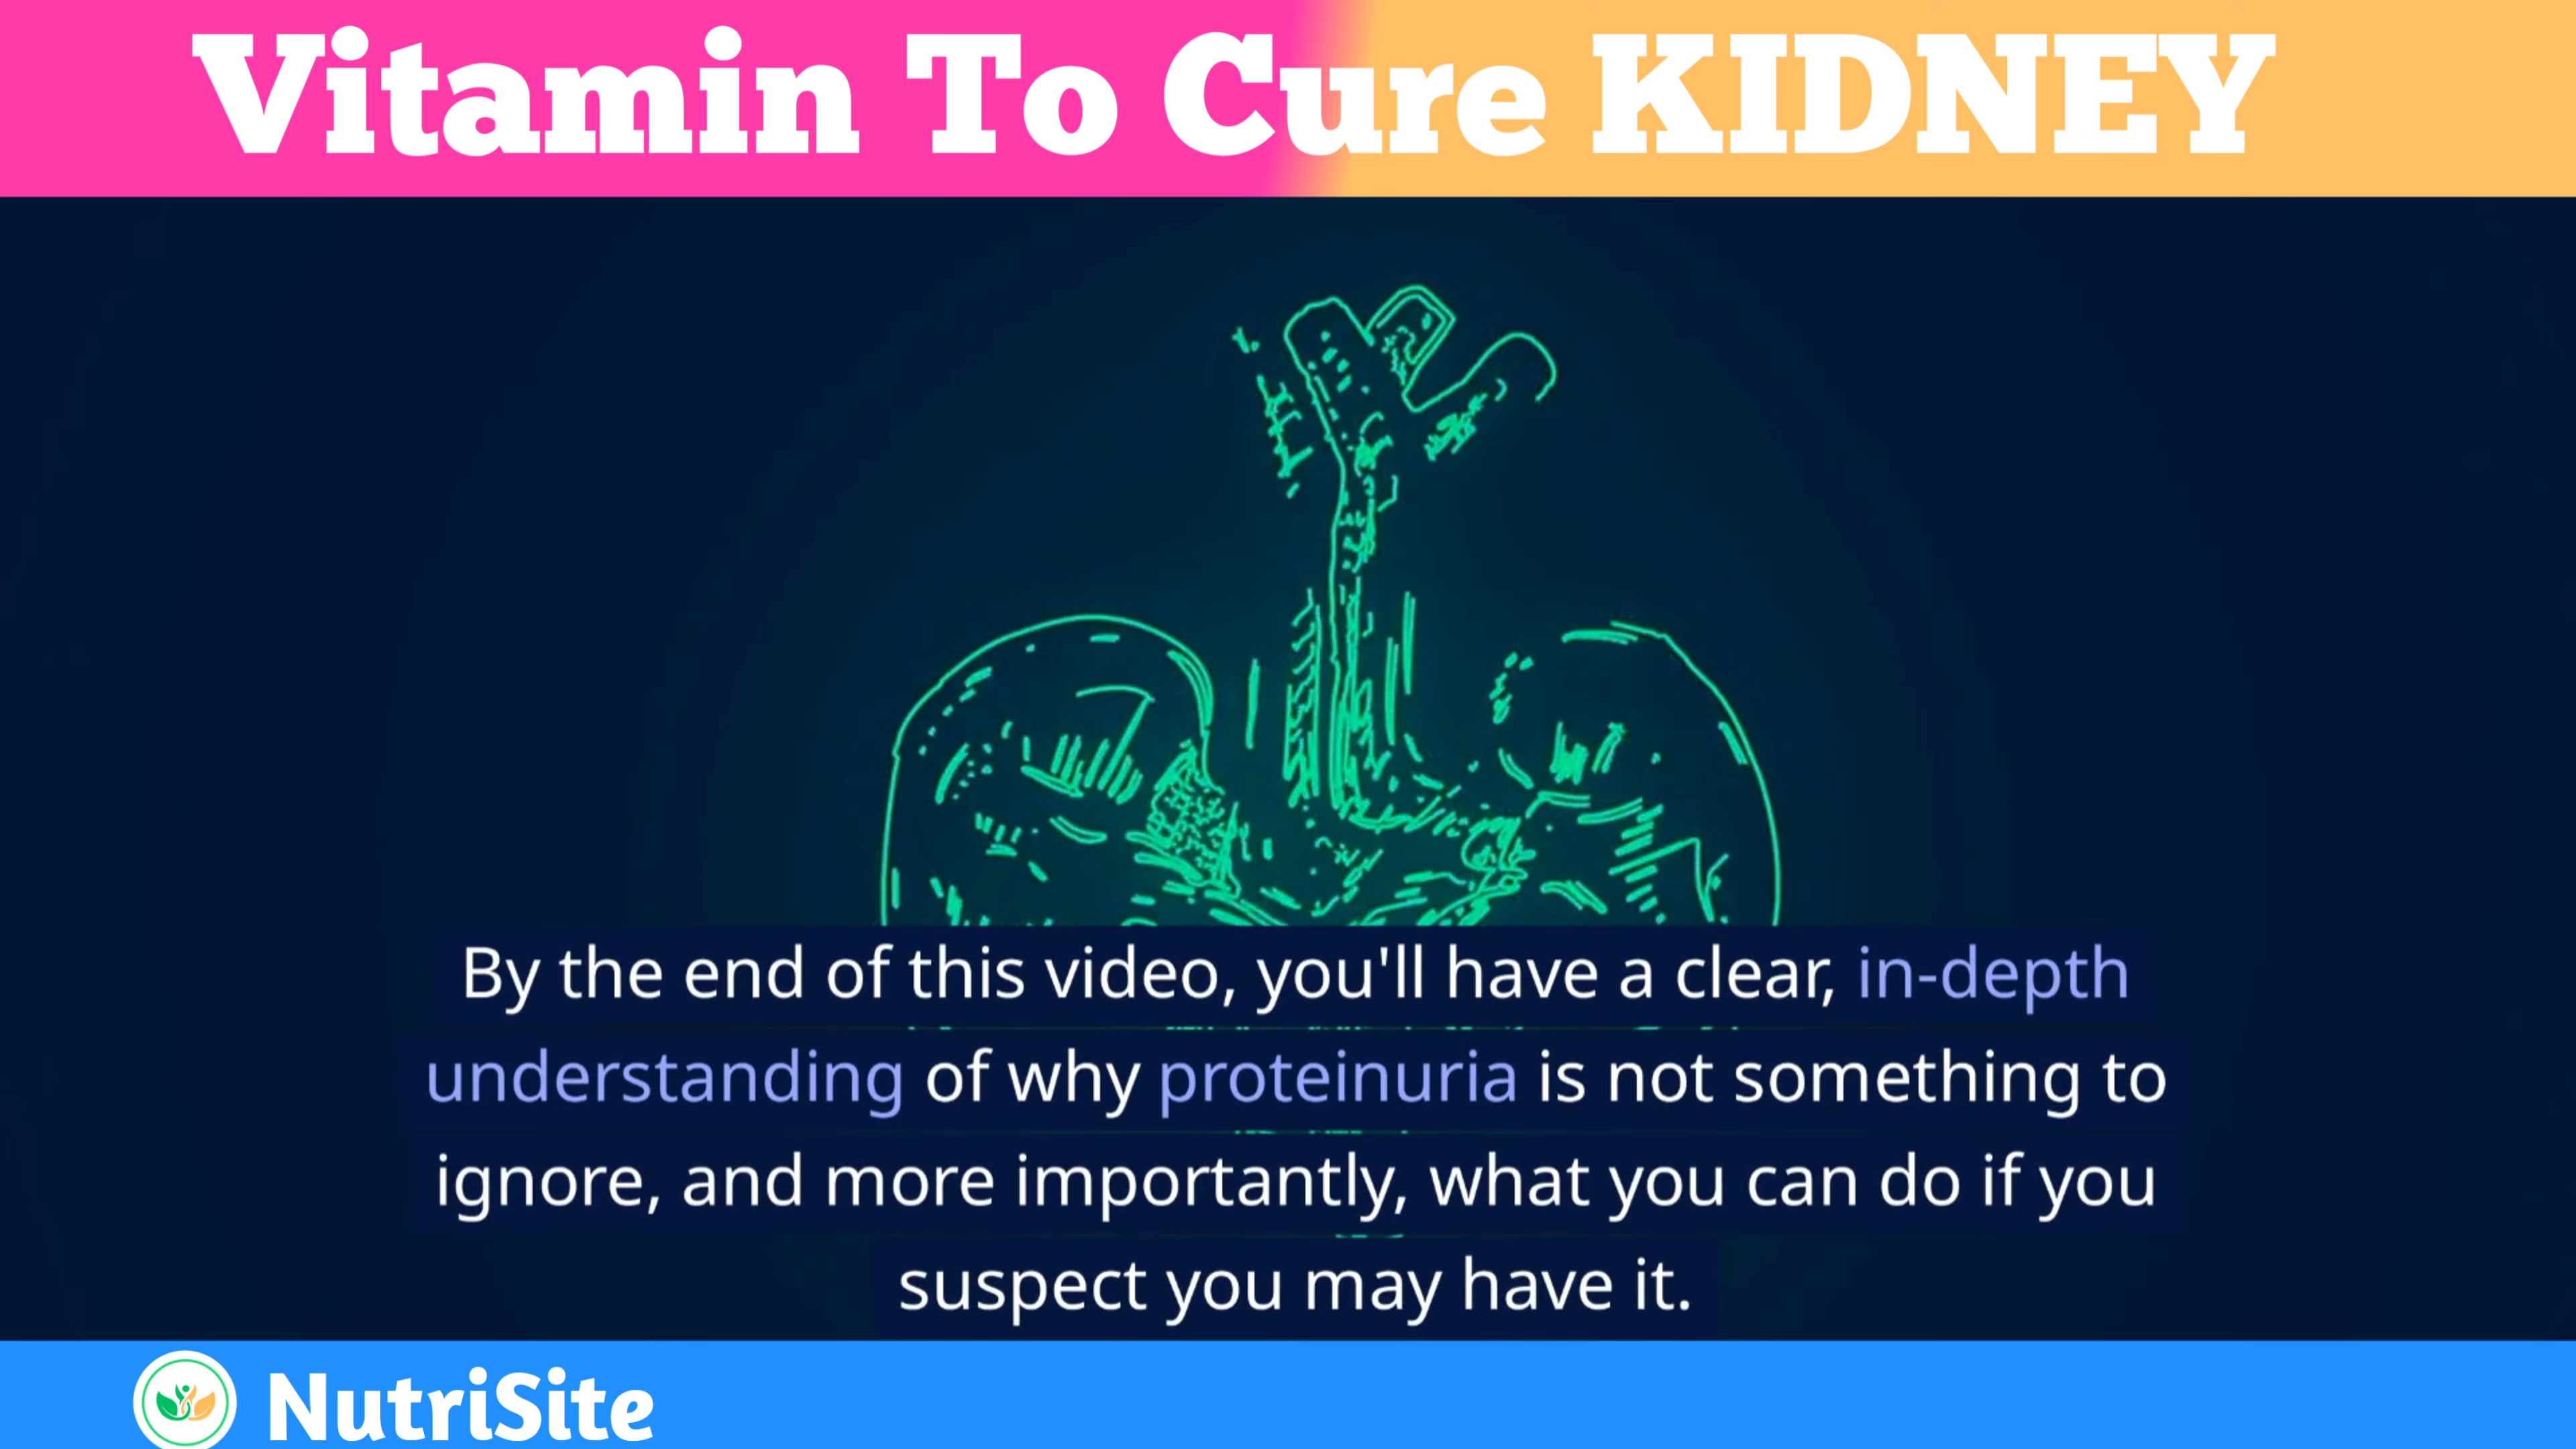 Vitamin To Cure KIDNEY
By the end of this video, you'll have a clear, in-depth
understanding of why proteinuria is not something to
ignore, and more importantly, what you can do if you
suspect you may have it.
NutriSite